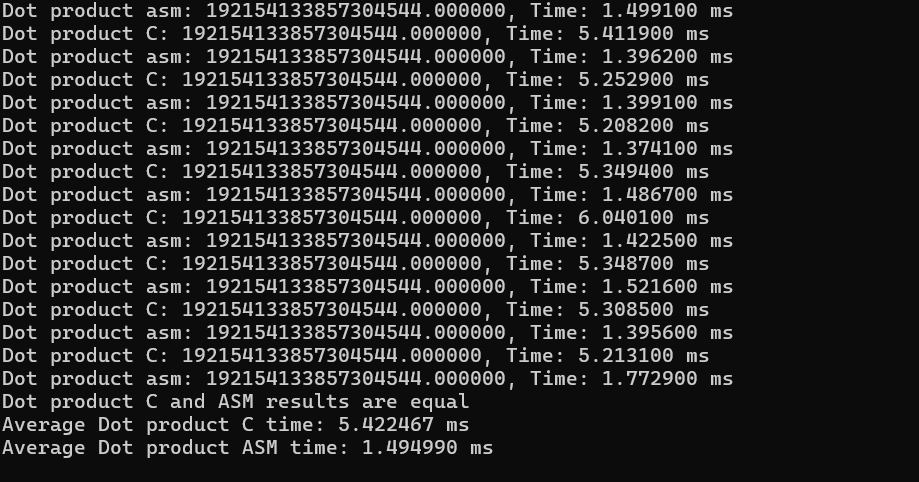 Dot product asm: 192154133857304544.000000, Time: 1.499100 ms
Dot product C: 192154133857304544.000000, Time: 5.411900 ms
Dot product asm: 192154133857304544.000000, Time: 1.396200 ms
Dot product C: 192154133857304544.000000, Time: 5.252900 ms
Dot product asm: 192154133857304544.000000, Time: 1.399100 ms
Dot product C: 192154133857304544.000000, Time: 5.208200 ms
Dot product asm: 192154133857304544.000000, Time: 1.374100 ms
Dot product C: 192154133857304544.000000, Time: 5.349400 ms
Dot product asm: 192154133857304544.000000, Time: 1.486700 ms
Dot product C: 192154133857304544.000000, Time: 6.040100 ms
Dot product asm: 192154133857304544.000000, Time: 1.422500 ms
Dot product C: 192154133857304544.000000, Time: 5.348700 ms
Dot product asm: 192154133857304544.000000, Time: 1.521600 ms
Dot product C: 192154133857304544.000000, Time: 5.308500 ms
Dot product asm: 192154133857304544.000000, Time: 1.395600 ms
Dot product C: 192154133857304544.000000, Time: 5.213100 ms
Dot product asm: 192154133857304544.000000, Time: 1.772900 ms
Dot product C and ASM results are equal
Average Dot product C time: 5.422467 ms
Average Dot product ASM time: 1.494990 ms